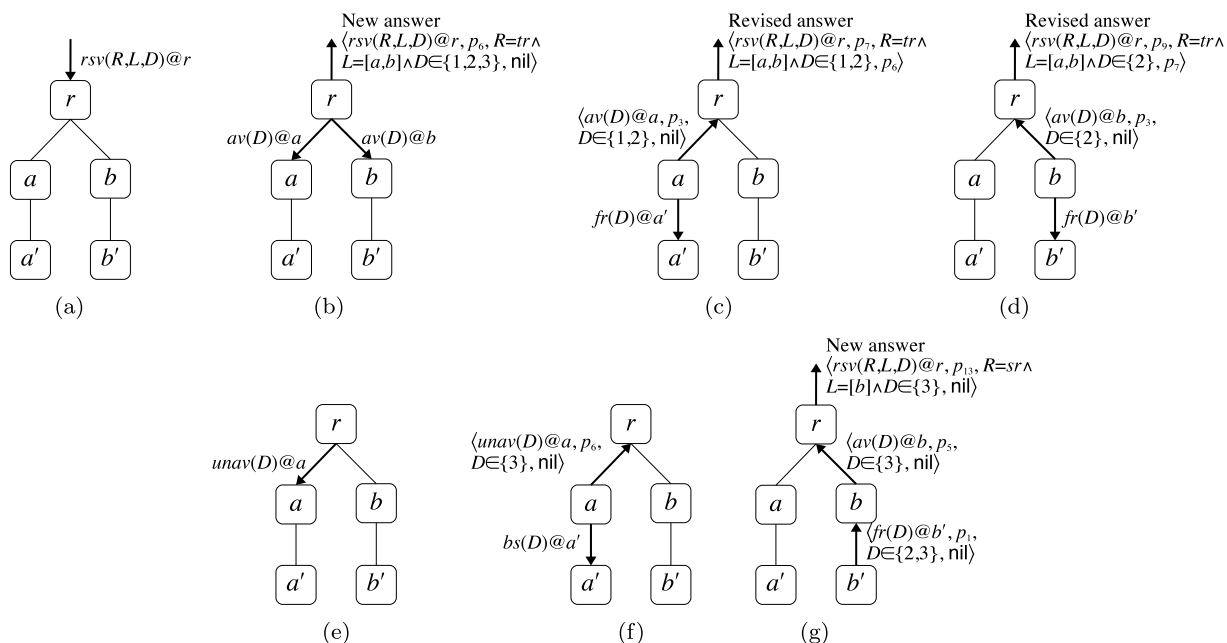 rsv(R,L,D)@r
r
a
b
a'
b'
(a)
New answer
⟨rsv(R,L,D)@r, p₆, R=tr∧
L=[a,b]∧D∈{1,2,3}, nil⟩
r
av(D)@a
av(D)@b
a
b
a'
b'
(b)
Revised answer
⟨rsv(R,L,D)@r, p₇, R=tr∧
L=[a,b]∧D∈{1,2}, p₆⟩
r
⟨av(D)@a, p₃,
D∈{1,2}, nil⟩
a
b
fr(D)@a'
a'
b'
(c)
Revised answer
⟨rsv(R,L,D)@r, p₉, R=tr∧
L=[a,b]∧D∈{2}, p₇⟩
r
⟨av(D)@b, p₃,
D∈{2}, nil⟩
a
b
fr(D)@b'
a'
b'
(d)
r
unav(D)@a
a
b
a'
b'
(e)
r
⟨unav(D)@a, p₆,
D∈{3}, nil⟩
a
b
bs(D)@a'
a'
b'
(f)
New answer
⟨rsv(R,L,D)@r, p₁₃, R=sr∧
L=[b]∧D∈{3}, nil⟩
r
⟨av(D)@b, p₅,
D∈{3}, nil⟩
a
b
⟨fr(D)@b', p₁,
D∈{2,3}, nil⟩
a'
b'
(g)